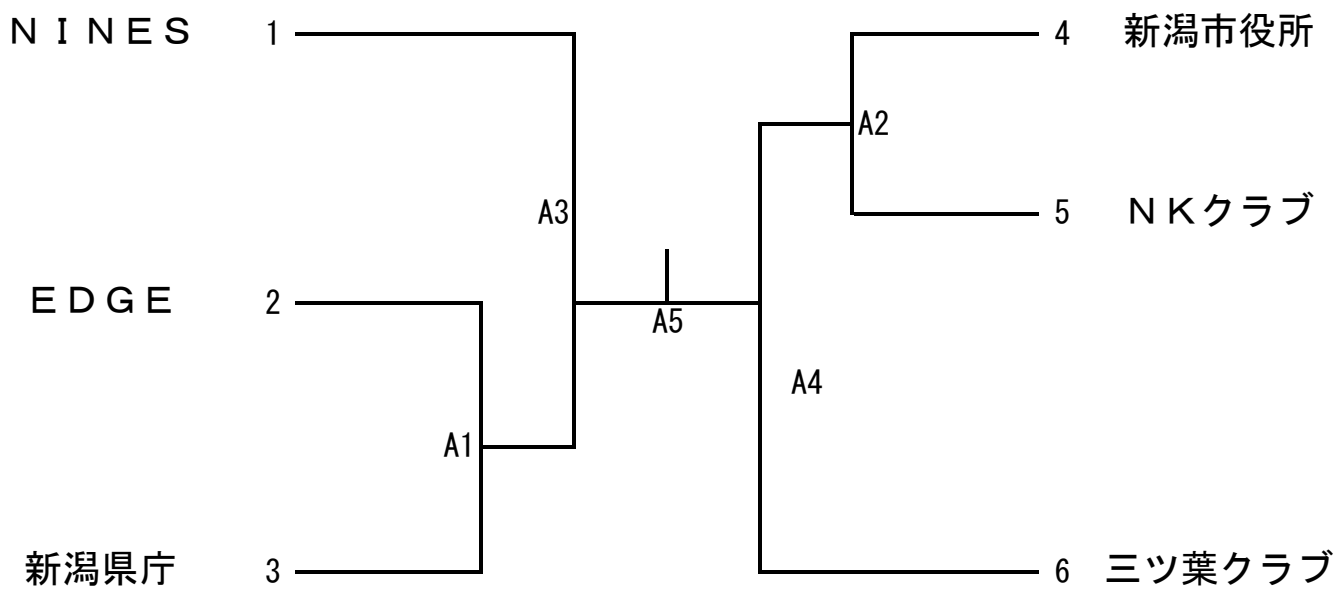 ＮＩＮＥＳ 1
4 新潟市役所
A2
A3
5 ＮＫクラブ
ＥＤＧＥ 2
A5
A4
A1
新潟県庁 3
6 三ツ葉クラブ